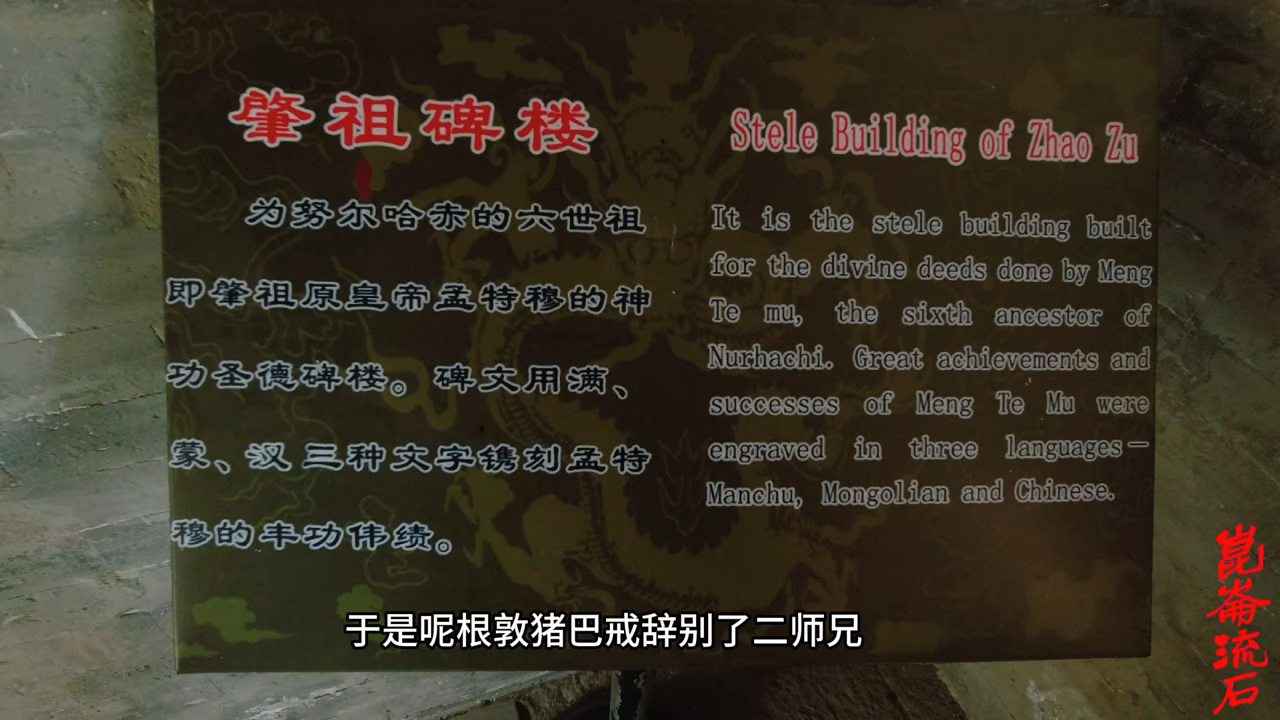 肇祖碑楼
为努尔哈赤的六世祖
即肇祖原皇帝孟特穆的神
功圣德碑楼。碑文用满、
蒙、汉三种文字镌刻孟特
穆的丰功伟绩。
Stele Building of Zhao Zu
It is the stele building built
for the divine deeds done by Meng
Te mu, the sixth ancestor of
Nurhachi. Great achievements and
successes of Meng Te Mu were
engraved in three languages—
Manchu, Mongolian and Chinese.
于是呢根敦猪巴戒辞别了二师兄
崑崙流石